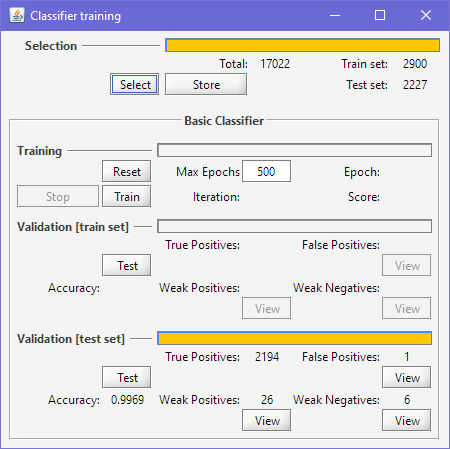 Classifier training
Selection
Total: 17022 Train set: 2900
Select Store Test set: 2227
Basic Classifier
Training
Reset Max Epochs 500 Epoch:
Stop Train Iteration: Score:
Validation [train set]
True Positives: False Positives:
Test View
Accuracy: Weak Positives: Weak Negatives:
View View
Validation [test set]
True Positives: 2194 False Positives: 1
Test View
Accuracy: 0.9969 Weak Positives: 26 Weak Negatives: 6
View View